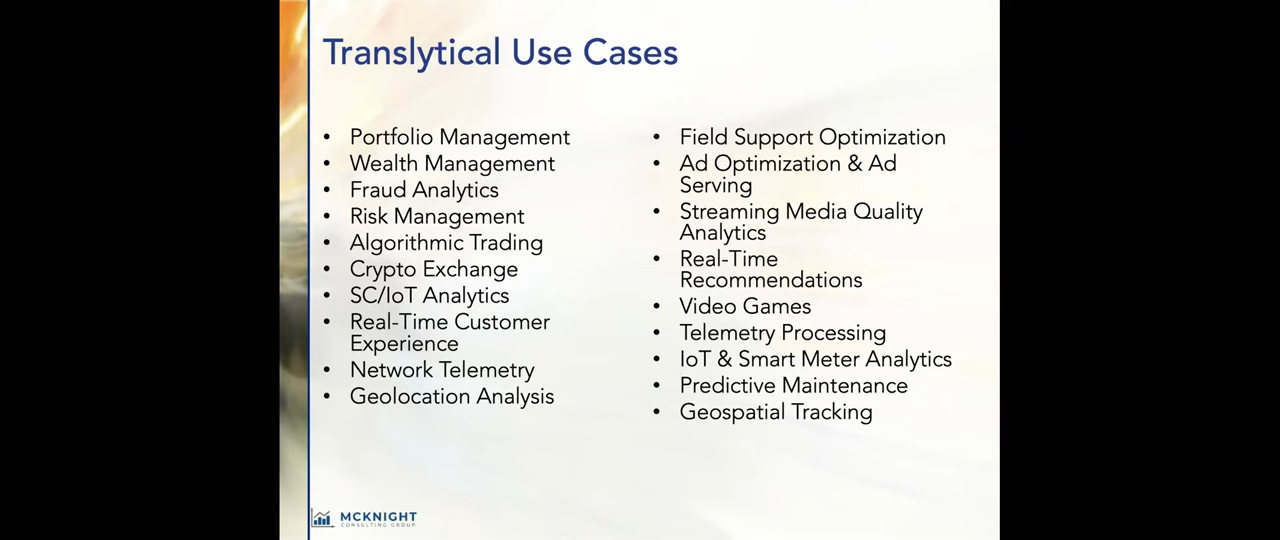 Translytical Use Cases
• Portfolio Management
• Wealth Management
• Fraud Analytics
• Risk Management
• Algorithmic Trading
• Crypto Exchange
• SC/IoT Analytics
• Real-Time Customer
Experience
• Network Telemetry
• Geolocation Analysis
• Field Support Optimization
• Ad Optimization & Ad
Serving
• Streaming Media Quality
Analytics
• Real-Time
Recommendations
• Video Games
• Telemetry Processing
• IoT & Smart Meter Analytics
• Predictive Maintenance
• Geospatial Tracking
MCKNIGHT
CONSULTING GROUP